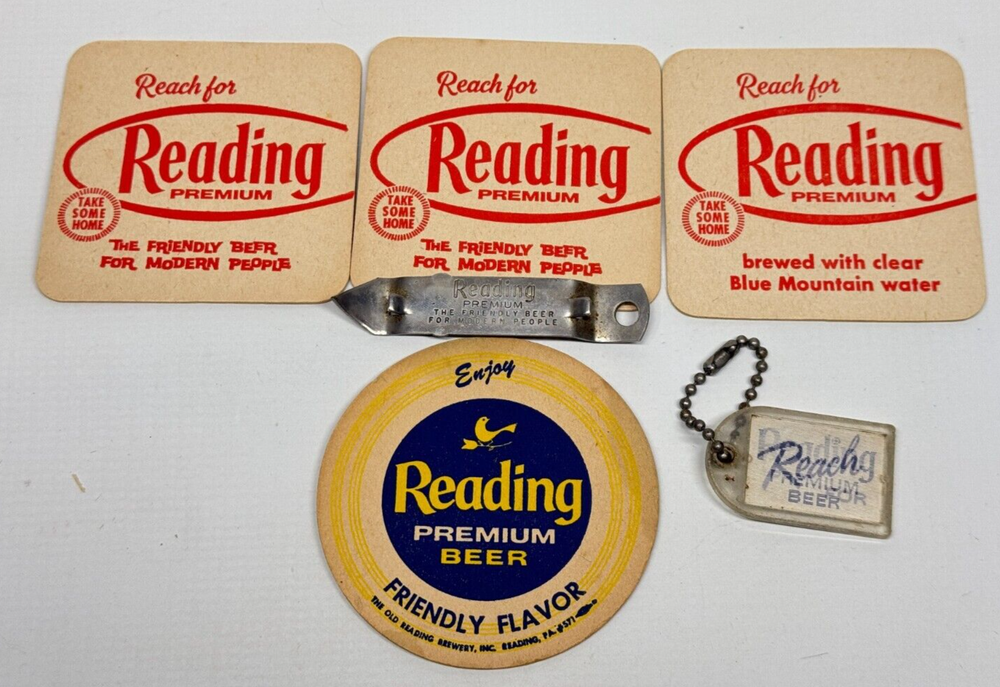 Reach for
Reading
PREMIUM
TAKE
SOME
HOME
THE FRIENDLY BEER
FOR MODERN PEOPLE
Reach for
Reading
PREMIUM
TAKE
SOME
HOME
THE FRIENDLY BEER
FOR MODERN PEOPLE
Reach for
Reading
PREMIUM
TAKE
SOME
HOME
brewed with clear
Blue Mountain water
Reading
PREMIUM
THE FRIENDLY BEER
FOR MODERN PEOPLE
Enjoy
Reading
PREMIUM
BEER
FRIENDLY FLAVOR
THE OLD READING BREWERY, INC. READING, PA. #571
Reading
Reach
PREMIUM
FOR
BEER